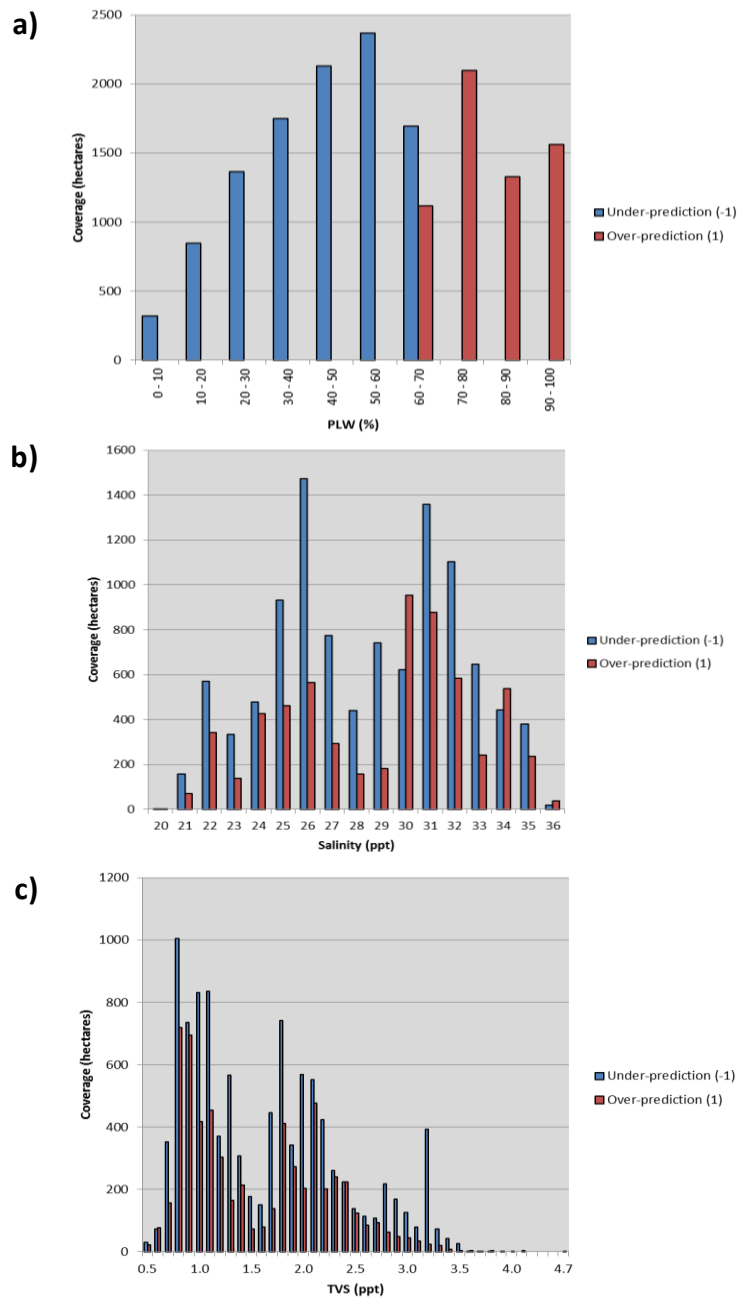 a)
2500
2000
1500
1000
500
0
Coverage (hectares)
0 - 10
10 - 20
20 - 30
30 - 40
40 - 50
50 - 60
60 - 70
70 - 80
80 - 90
90 - 100
PLW (%)
Under-prediction (-1)
Over-prediction (1)
b)
1600
1400
1200
1000
800
600
400
200
0
Coverage (hectares)
20 21 22 23 24 25 26 27 28 29 30 31 32 33 34 35 36
Salinity (ppt)
Under-prediction (-1)
Over-prediction (1)
c)
1200
1000
800
600
400
200
0
Coverage (hectares)
0.5 1.0 1.5 2.0 2.5 3.0 3.5 4.0 4.7
TVS (ppt)
Under-prediction (-1)
Over-prediction (1)